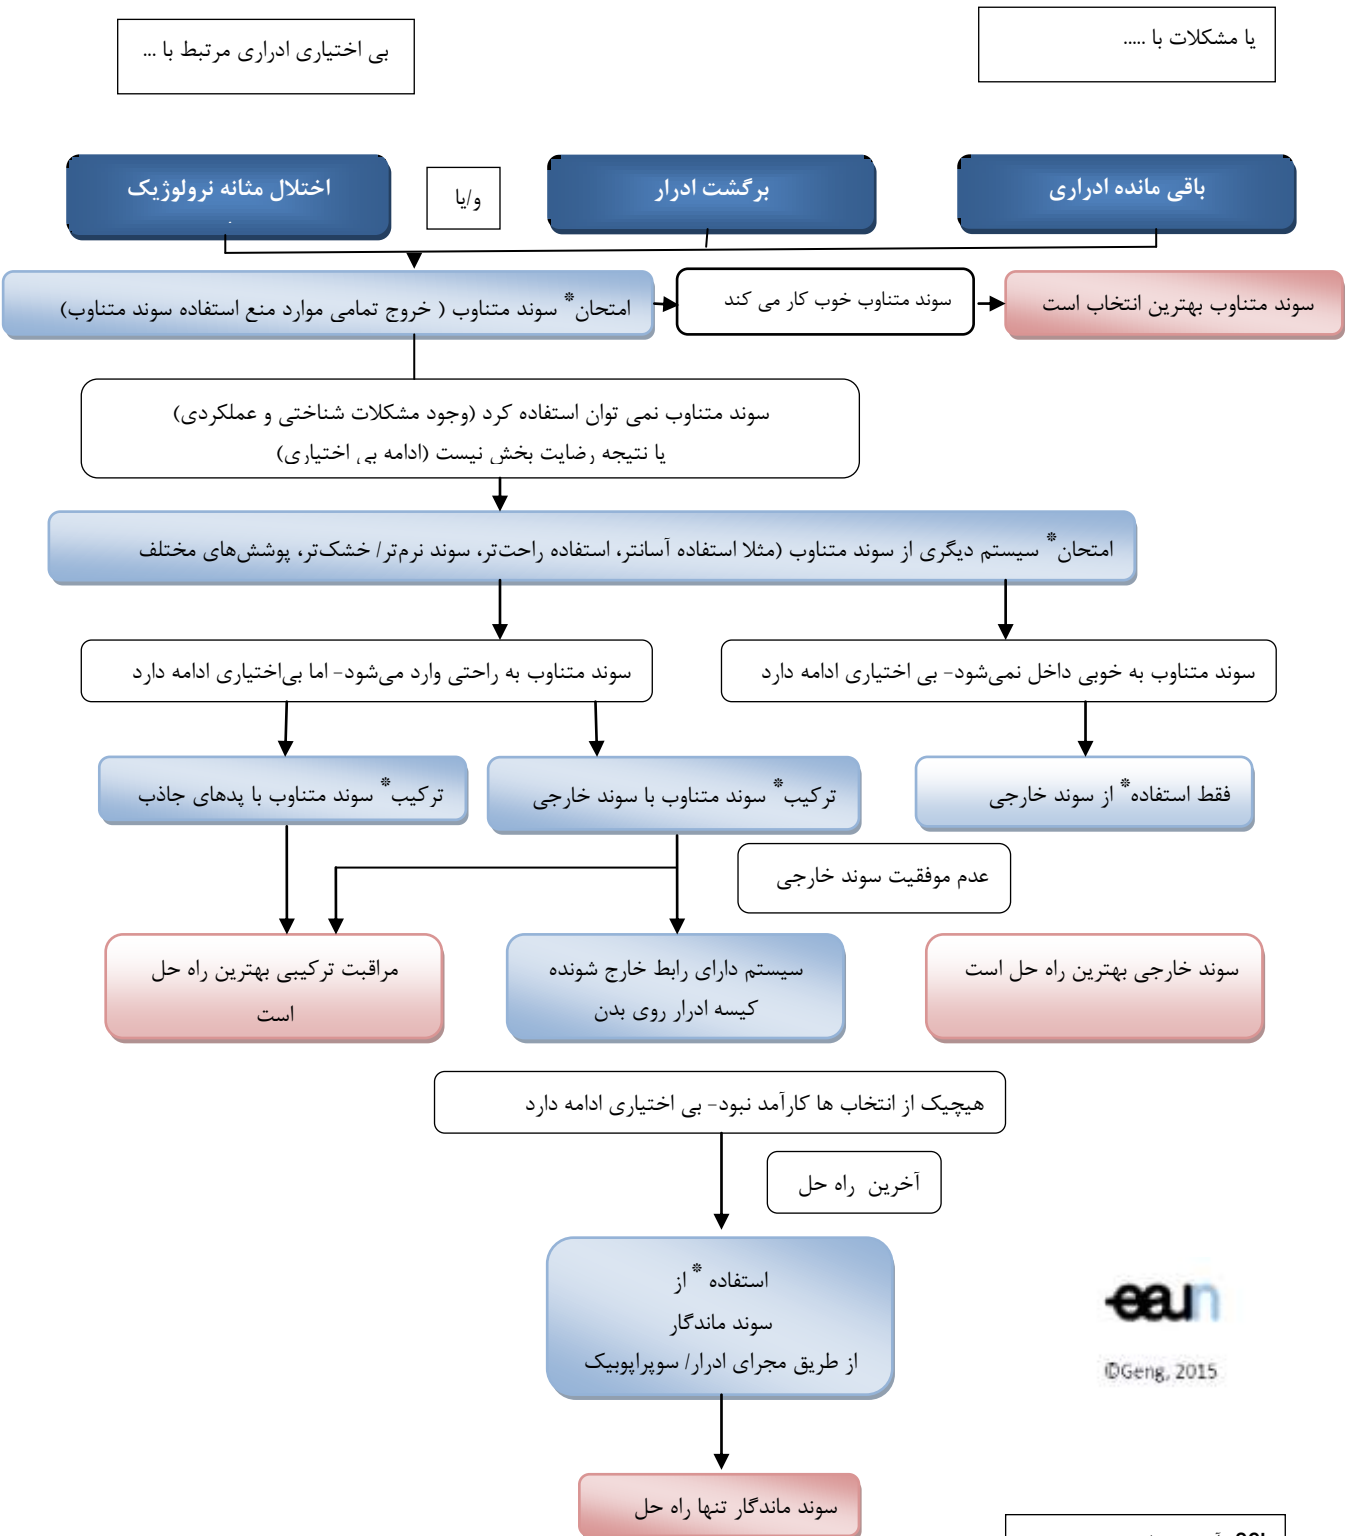 یا مشکلات با .....
بی اختیاری ادراری مرتبط با ...
باقی مانده ادراری
برگشت ادرار
و/یا
اختلال مثانه نرولوژیک
امتحان* سوند متناوب ( خروج تمامی موارد منع استفاده سوند متناوب)
سوند متناوب خوب کار می کند
سوند متناوب بهترین انتخاب است
سوند متناوب نمی توان استفاده کرد (وجود مشکلات شناختی و عملکردی)
یا نتیجه رضایت بخش نیست (ادامه بی اختیاری)
امتحان* سیستم دیگری از سوند متناوب (مثلا استفاده آسانتر، استفاده راحت‌تر، سوند نرم‌تر/ خشک‌تر، پوشش‌های مختلف
سوند متناوب به خوبی داخل نمی‌شود- بی اختیاری ادامه دارد
سوند متناوب به راحتی وارد می‌شود- اما بی‌اختیاری ادامه دارد
فقط استفاده* از سوند خارجی
ترکیب* سوند متناوب با سوند خارجی
ترکیب* سوند متناوب با پدهای جاذب
عدم موفقیت سوند خارجی
سوند خارجی بهترین راه حل است
سیستم دارای رابط خارج شونده
کیسه ادرار روی بدن
مراقبت ترکیبی بهترین راه حل
است
هیچیک از انتخاب ها کارآمد نبود- بی اختیاری ادامه دارد
آخرین راه حل
استفاده * از
سوند ماندگار
از طریق مجرای ادرار/ سوپراپوبیک
eaun
©Geng, 2015
سوند ماندگار تنها راه حل